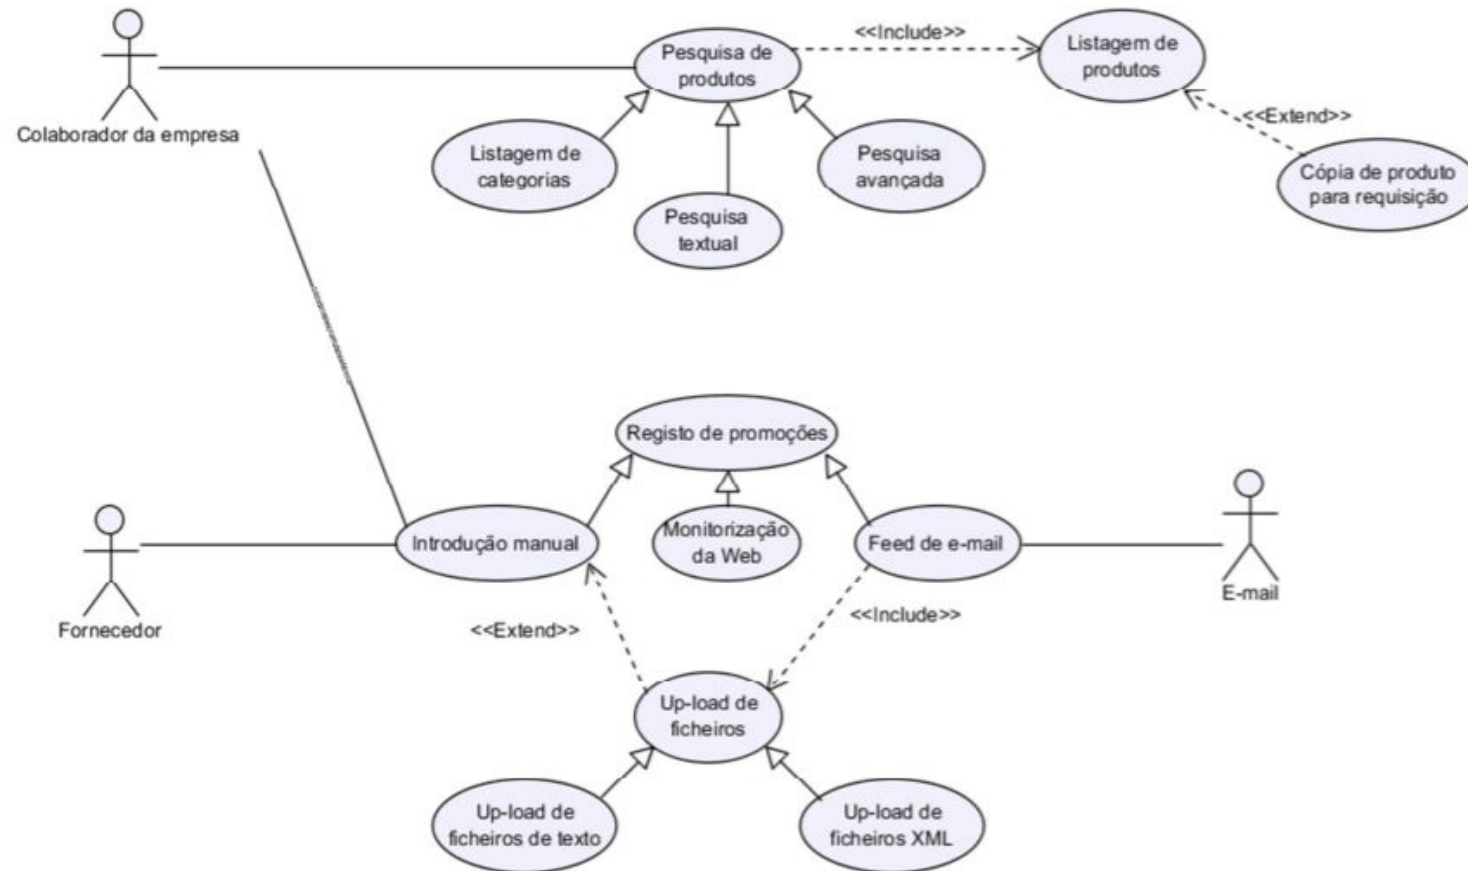 <<Include>>
Pesquisa de
produtos
Listagem de
produtos
Colaborador da empresa
<<Extend>>
Listagem de
categorias
Pesquisa
avançada
Cópia de produto
para requisição
Pesquisa
textual
Registo de promoções
Introdução manual
Monitorização
da Web
Feed de e-mail
E-mail
Fornecedor
<<Extend>>
<<Include>>
Up-load de
ficheiros
Up-load de
ficheiros de texto
Up-load de
ficheiros XML